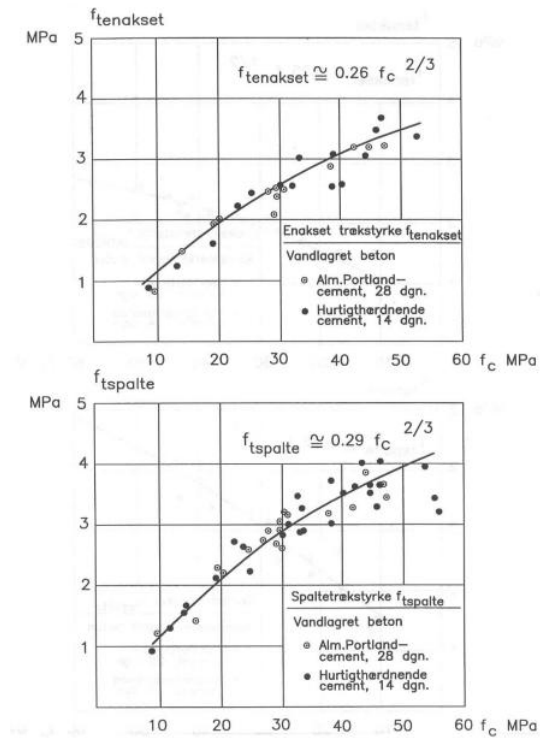 f_tenakset
MPa 5
f_tenakset ≅ 0.26 f_c^2/3
4
3
2
1
Enakset trækstyrke f_tenakset
Vandlagret beton
⊙ Alm.Portland—
cement, 28 dgn.
● Hurtigthærdnende
cement, 14 dgn.
10 20 30 40 50 60 f_c MPa
f_tspalte
MPa 5
f_tspalte ≅ 0.29 f_c^2/3
4
3
2
1
Spaltetrækstyrke f_tspalte
Vandlagret beton
⊙ Alm.Portland—
cement, 28 dgn.
● Hurtigthærdnende
cement, 14 dgn.
10 20 30 40 50 60 f_c MPa